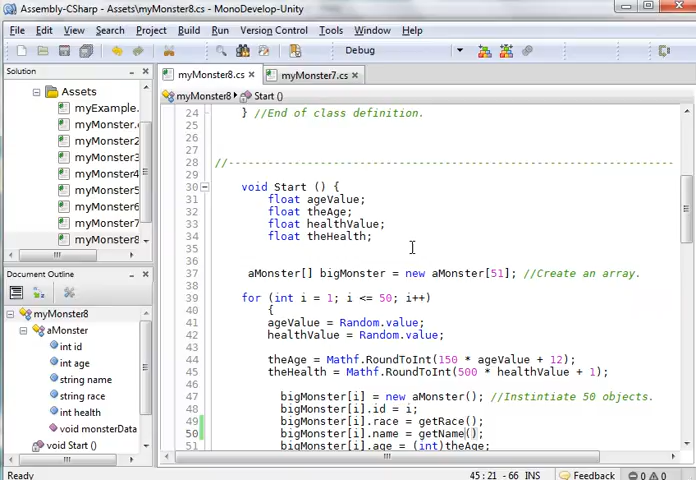 Assembly-CSharp - Assets\myMonster8.cs - MonoDevelop-Unity
File Edit View Search Project Build Run Version Control Tools Window Help
Debug
Solution
myMonster8.cs
myMonster7.cs
myMonster8
Start ()
Assets
myExample.
myMonster.
myMonster2
myMonster3
myMonster4
myMonster5
myMonster6
myMonster7
myMonster8
Document Outline
myMonster8
aMonster
int id
int age
string name
string race
int health
void monsterData
void Start ()
24 } //End of class definition.
25
26
27
28 //-----------------------------------------------------------------
29
30 void Start () {
31 float ageValue;
32 float theAge;
33 float healthValue;
34 float theHealth;
35
36
37 aMonster[] bigMonster = new aMonster[51]; //Create an array.
38
39 for (int i = 1; i <= 50; i++)
40 {
41 ageValue = Random.value;
42 healthValue = Random.value;
43
44 theAge = Mathf.RoundToInt(150 * ageValue + 12);
45 theHealth = Mathf.RoundToInt(500 * healthValue + 1);
46
47 bigMonster[i] = new aMonster(); //Instintiate 50 objects.
48 bigMonster[i].id = i;
49 bigMonster[i].race = getRace();
50 bigMonster[i].name = getName();
51 bigMonster[i].age = (int)theAge;
Ready
45 : 21 - 66 INS
Feedback
0
0